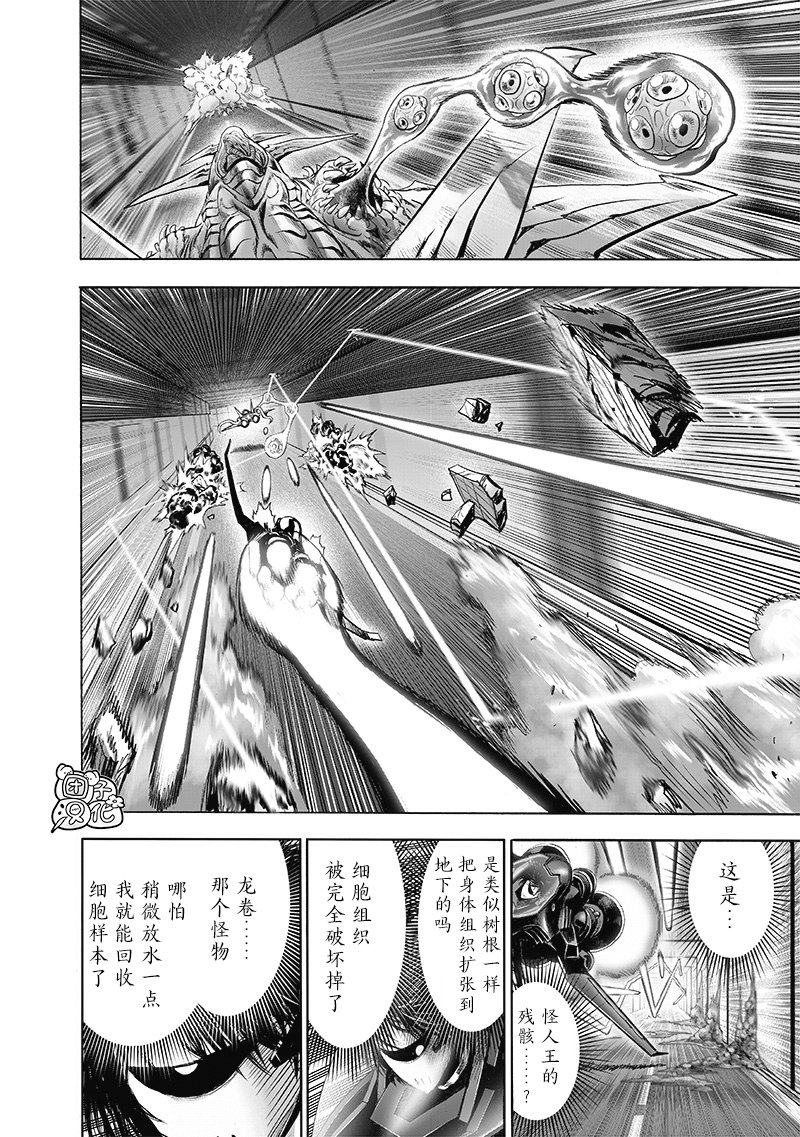 这是……
怪人王的
残骸……？
是类似树根一样
把身体组织扩张到
地下的吗
细胞组织
被完全破坏掉了
龙卷……
那个怪物
哪怕
稍微放水一点
我就能回收
细胞样本了
团子
汉化